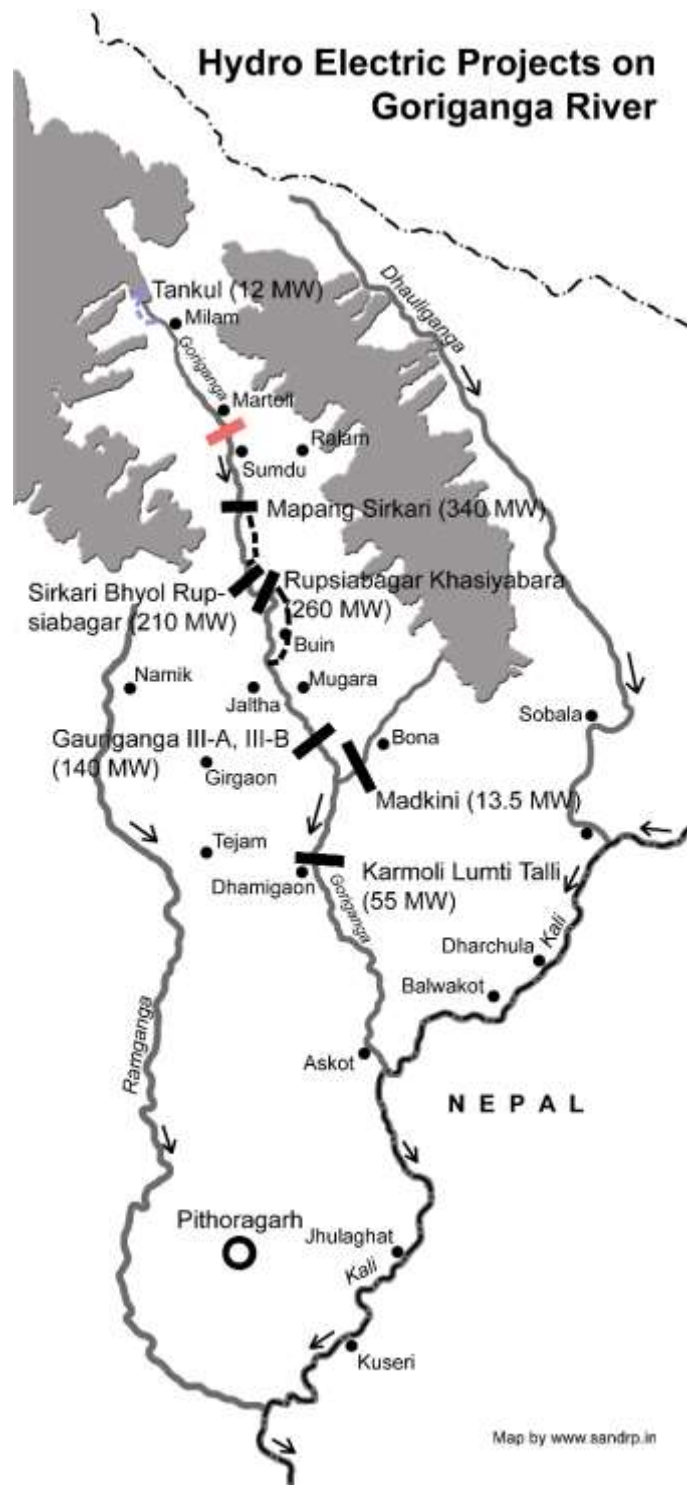 Hydro Electric Projects on
Goriganga River
Dhauliganga
Tankul (12 MW)
Milam
Goriganga
Martoli
Ralam
Sumdu
Mapang Sirkari (340 MW)
Sirkari Bhyol Rup-
siabagar (210 MW)
Rupsiabagar Khasiyabara
(260 MW)
Buin
Namik
Jaltha
Mugara
Sobala
Gauriganga III-A, III-B
(140 MW)
Bona
Girgaon
Madkini (13.5 MW)
Tejam
Dhamigaon
Karmoli Lumti Talli
(55 MW)
Goriganga
Kali
Dharchula
Balwakot
Ramganga
Askot
NEPAL
Pithoragarh
Jhulaghat
Kali
Kuseri
Map by www.sandrp.in